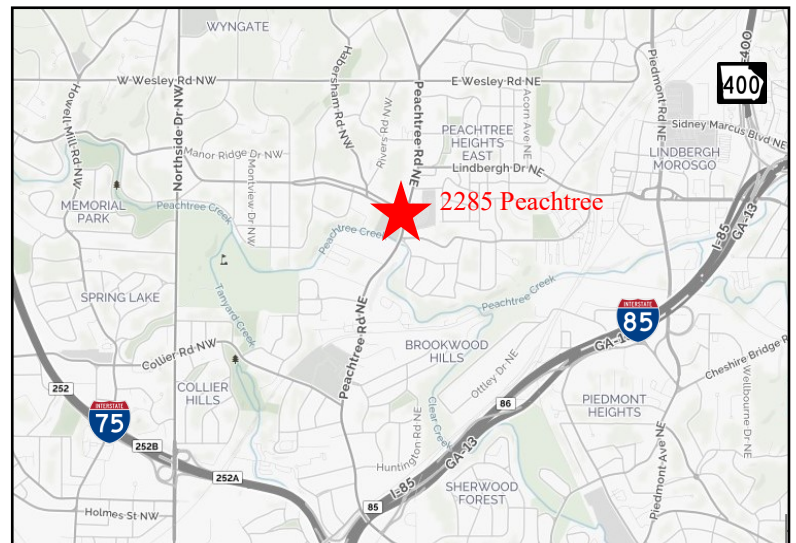 WYNGATE
W Wesley Rd NW
E Wesley Rd NE
Howell Mill Rd NW
Northside Dr NW
Habersham Rd NW
Rivers Rd NW
Peachtree Rd NE
Acorn Ave NE
Piedmont Rd NE
GA-400
400
Sidney Marcus Blvd NE
PEACHTREE
HEIGHTS
EAST
LINDBERGH
MOROSGO
Manor Ridge Dr NW
Montview Dr NW
Lindbergh Dr NE
MEMORIAL
PARK
Peachtree Creek
2285 Peachtree
Peachtree Creek
I-85
GA-13
SPRING LAKE
Tanyard Creek
Peachtree Creek
INTERSTATE
85
GA-13
Collier Rd NW
Peachtree Rd NE
BROOKWOOD
HILLS
Ottley Dr NE
Cheshire Bridge R
Wellbourne Dr NE
252
COLLIER
HILLS
86
PIEDMONT
HEIGHTS
INTERSTATE
75
Clear Creek
252B
Huntington Rd NE
GA-13
Piedmont Ave NE
252A
I-85
SHERWOOD
FOREST
85
Holmes St NW